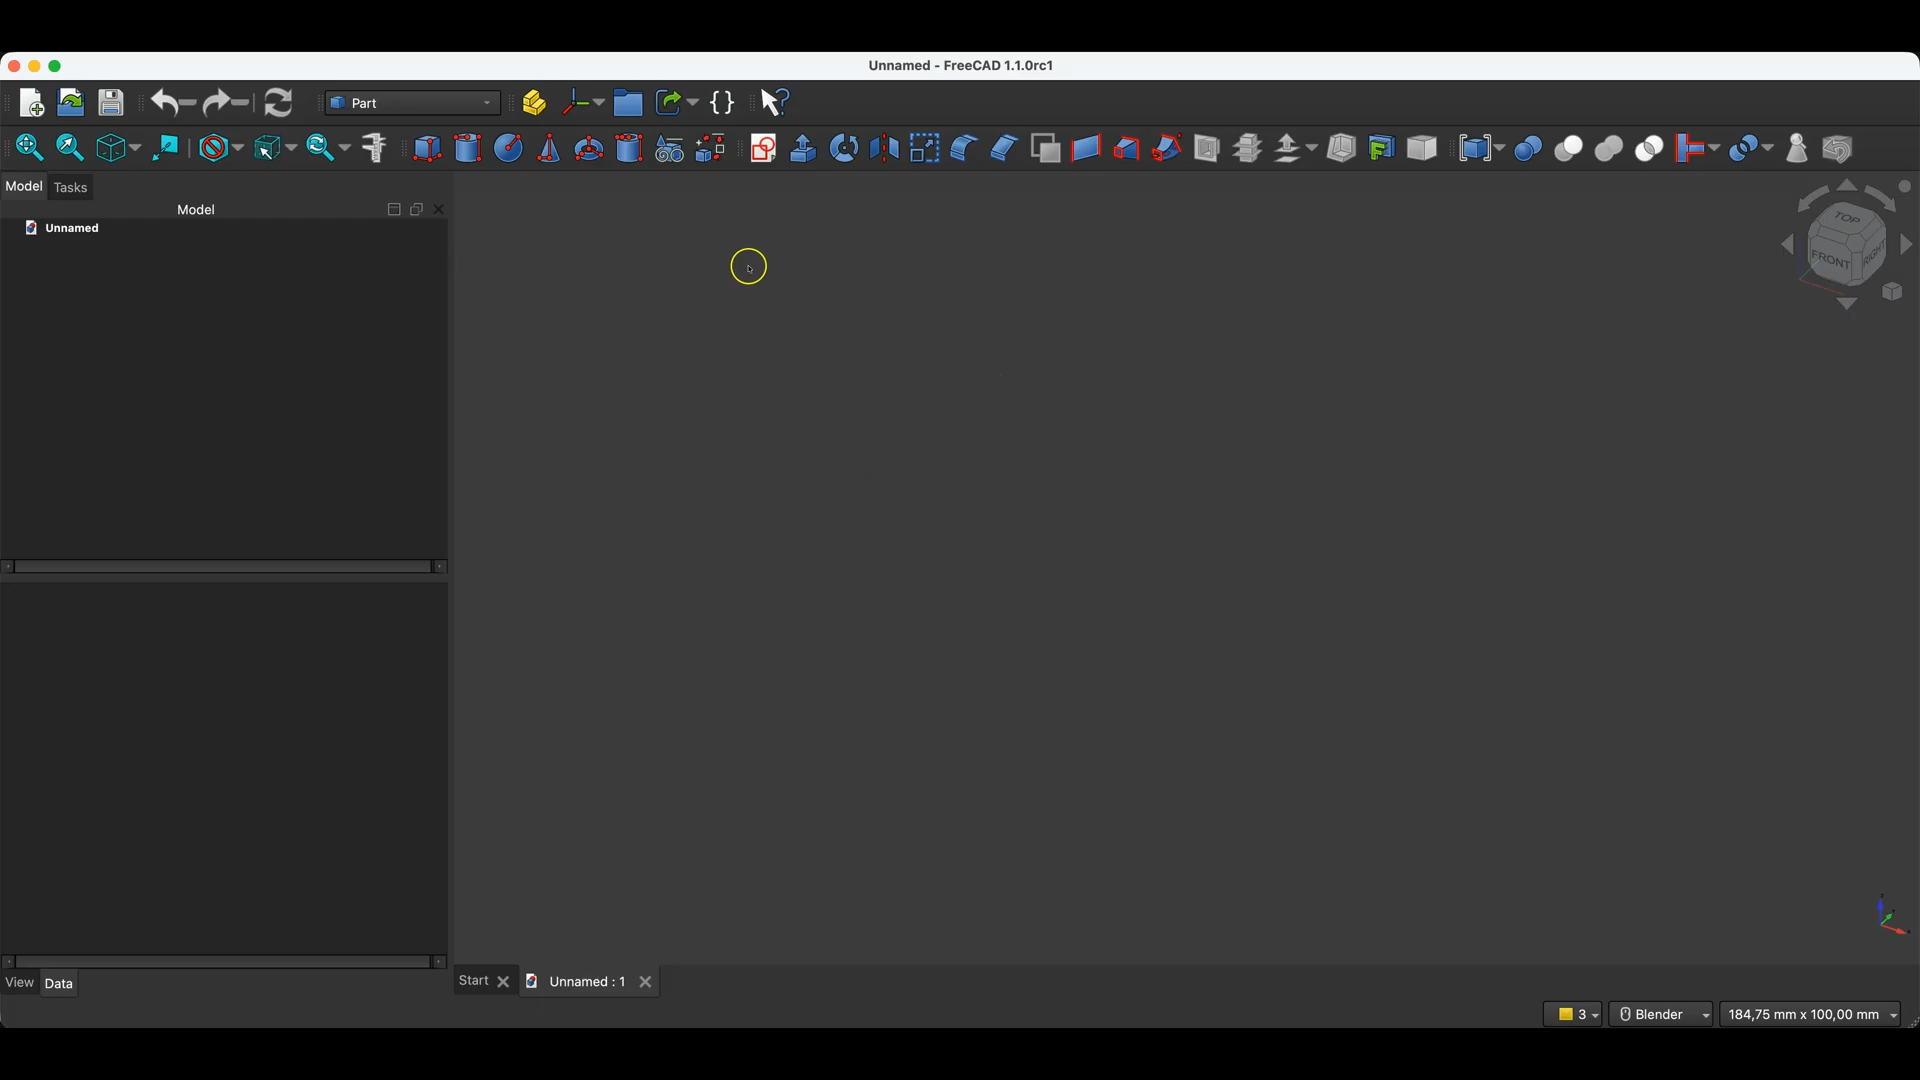 Unnamed - FreeCAD 1.1.0rc1
Part
Model
Tasks
Model
Unnamed
TOP
FRONT
RIGHT
View
Data
Start
Unnamed : 1
3
Blender
184,75 mm x 100,00 mm